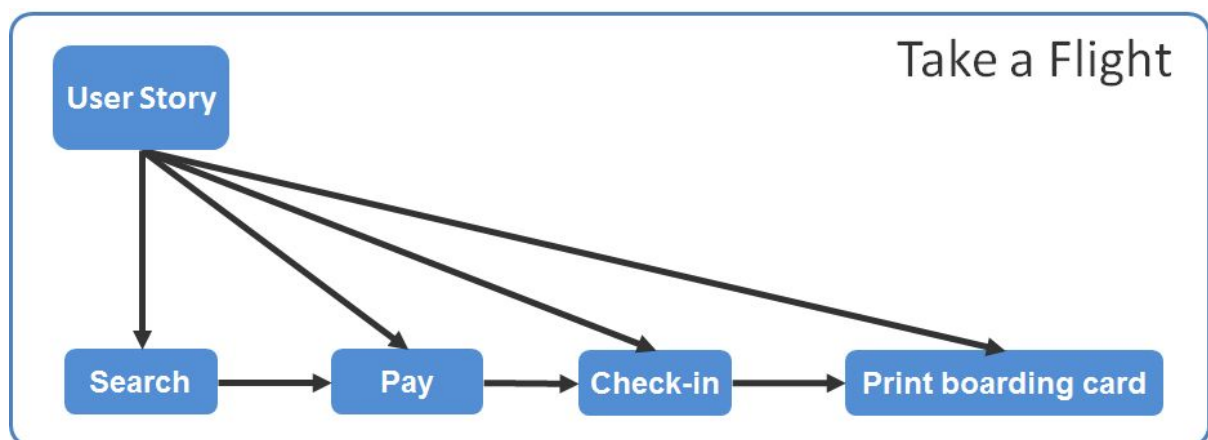 Take a Flight
User Story
Search
Pay
Check-in
Print boarding card